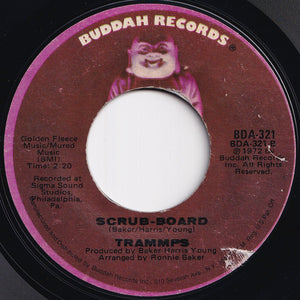 BUDDAH RECORDS
®
Golden Fleece
Music/Mured
Music
(BMI)
Time: 2:20
Recorded at
Sigma Sound
Studios,
Philadelphia,
Pa.
BDA-321
BDA-321 B
℗ 1972
Buddah Records
Inc.
All Rights
Reserved.
SCRUB-BOARD
(Baker/Harris/Young)
TRAMMPS
Produced by Baker Harris Young
Arranged by Ronnie Baker